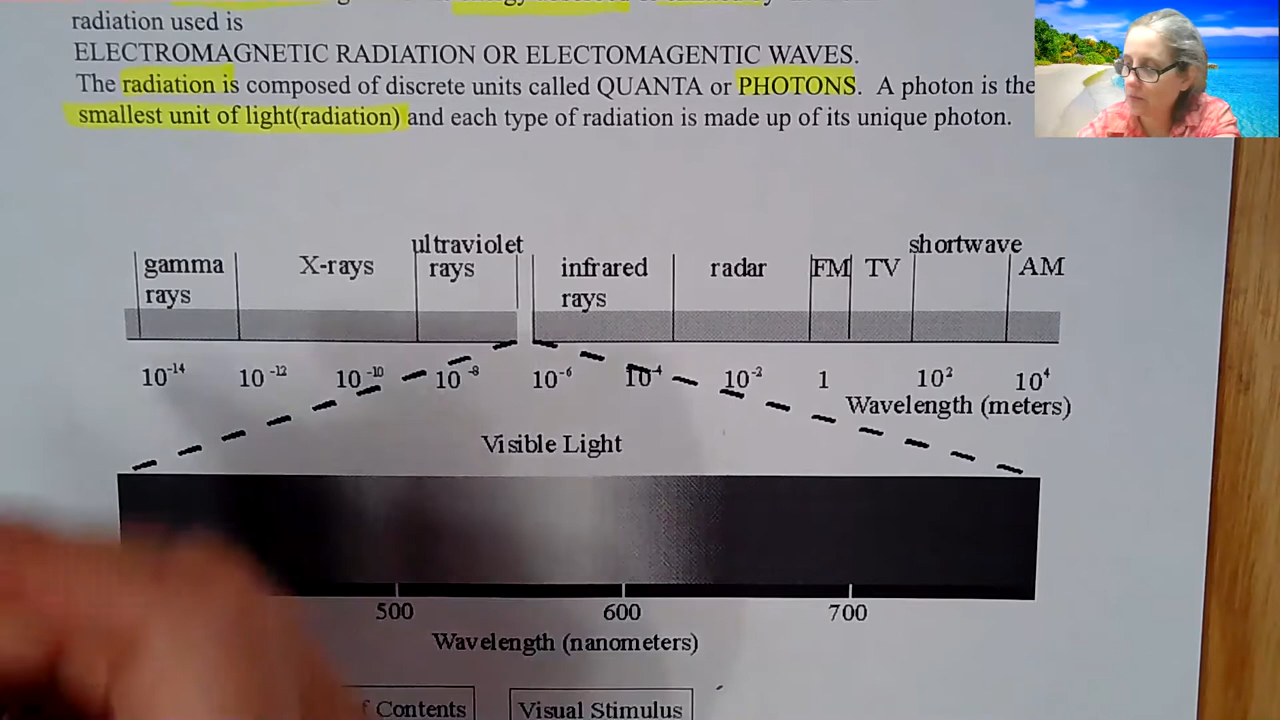 radiation used is
ELECTROMAGNETIC RADIATION OR ELECTOMAGENTIC WAVES.
The radiation is composed of discrete units called QUANTA or PHOTONS. A photon is the
smallest unit of light(radiation) and each type of radiation is made up of its unique photon.
gamma rays
X-rays
ultraviolet rays
infrared rays
radar
FM
TV
shortwave
AM
10-14 10-12 10-10 10-8 10-6 10-4 10-2 1 10² 10⁴
Wavelength (meters)
Visible Light
500 600 700
Wavelength (nanometers)
Contents
Visual Stimulus